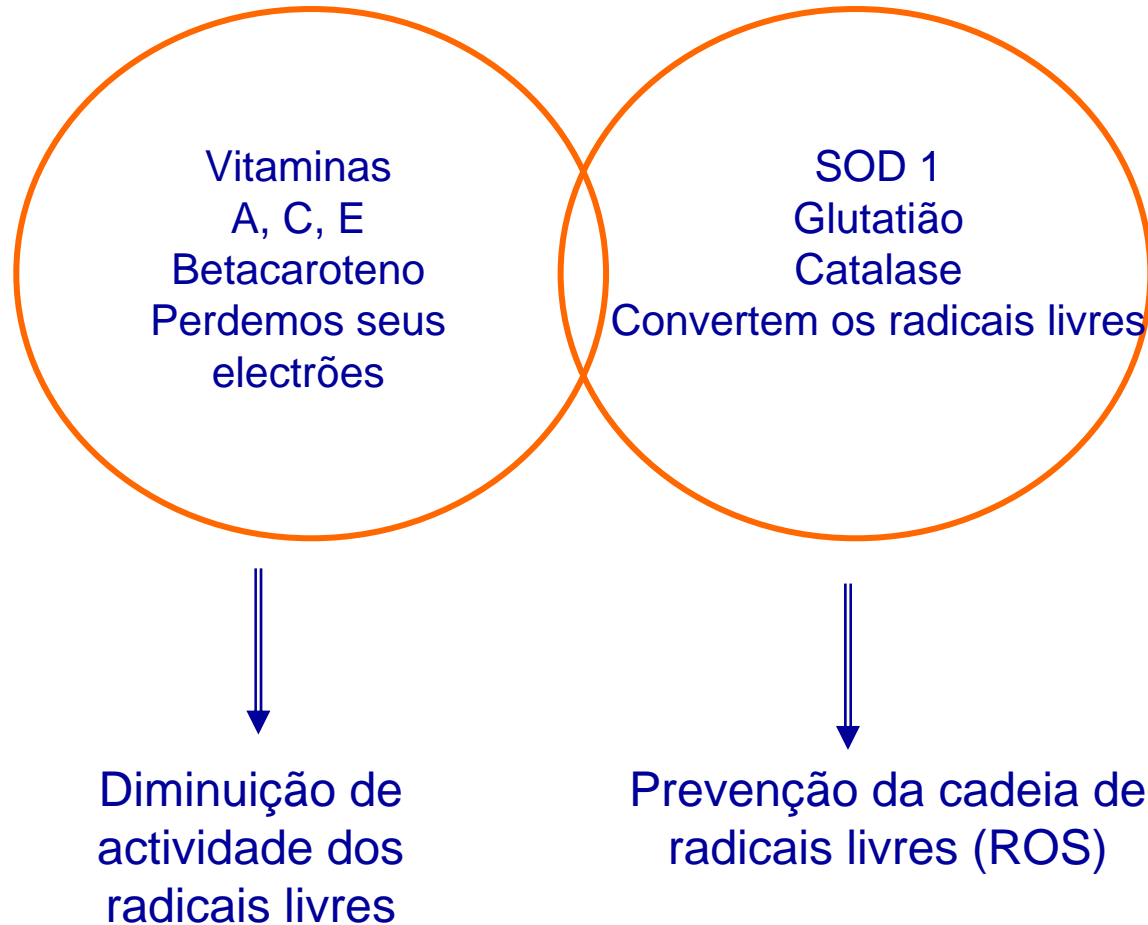 Vitaminas
A, C, E
Betacaroteno
Perdemos seus
electrões
SOD 1
Glutatião
Catalase
Convertem os radicais livres
Diminuição de
actividade dos
radicais livres
Prevenção da cadeia de
radicais livres (ROS)